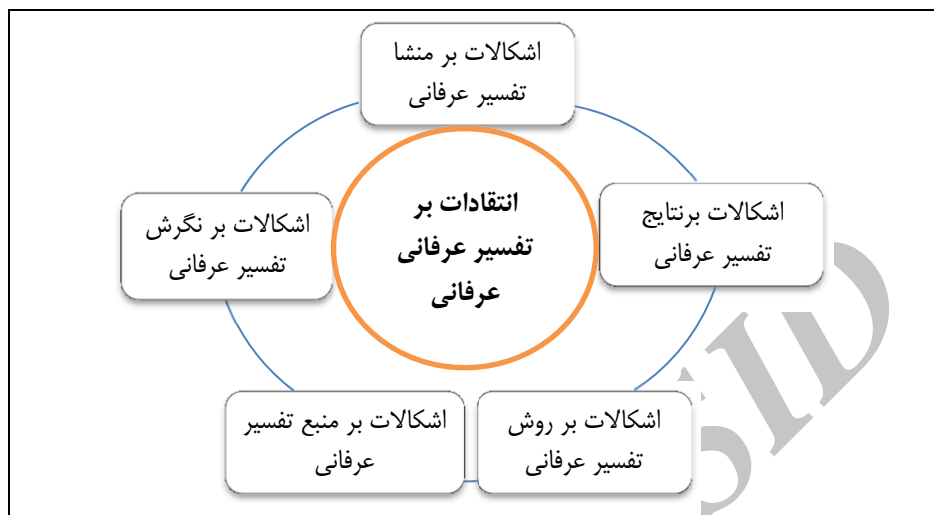 اشکالات بر منشا
تفسیر عرفانی
اشکالات برنتایج
تفسیر عرفانی
اشکالات بر روش
تفسیر عرفانی
اشکالات بر منبع تفسیر
عرفانی
اشکالات بر نگرش
تفسیر عرفانی
انتقادات بر
تفسیر عرفانی
عرفانی
SID